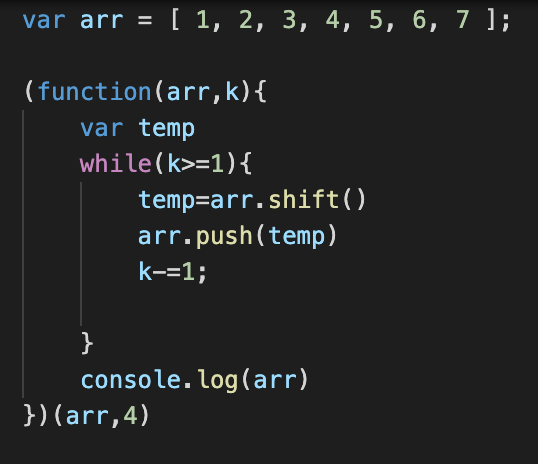 var arr = [ 1, 2, 3, 4, 5, 6, 7 ];
(function(arr,k){
var temp
while(k>=1){
temp=arr.shift()
arr.push(temp)
k-=1;
}
console.log(arr)
})(arr,4)